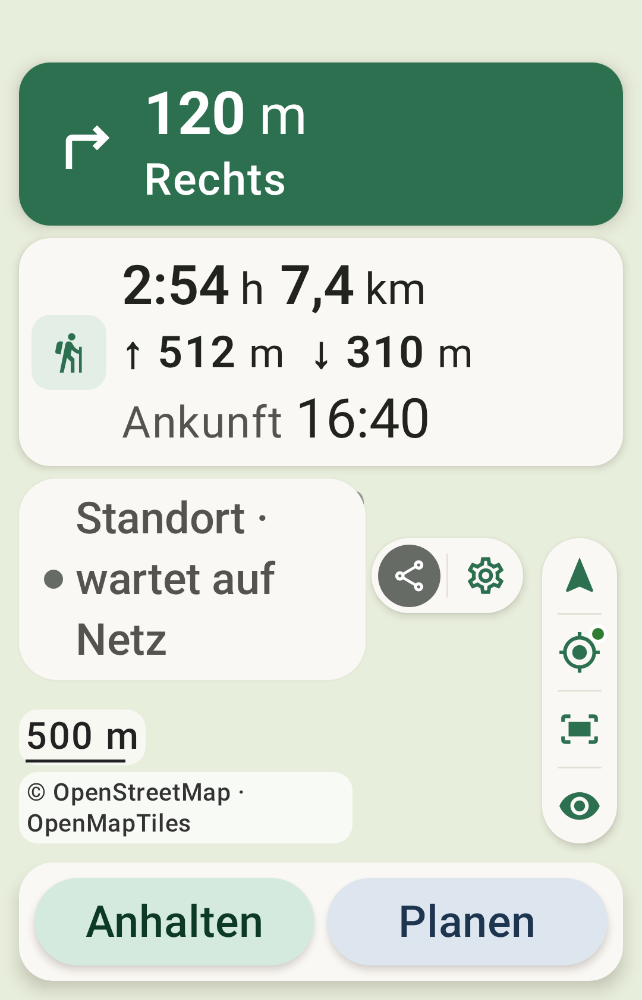 120 m
Rechts
2:54 h 7,4 km
↑ 512 m ↓ 310 m
Ankunft 16:40
Standort ·
wartet auf
Netz
500 m
© OpenStreetMap ·
OpenMapTiles
Anhalten
Planen